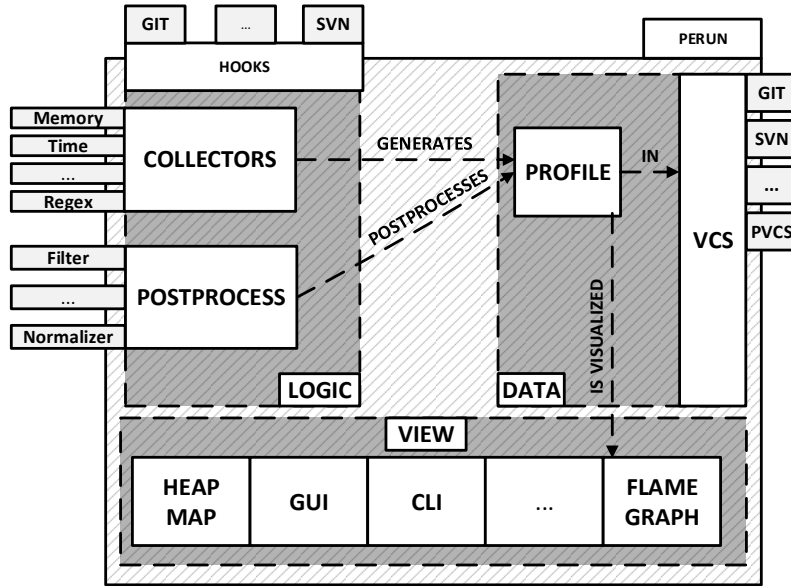 GIT
...
SVN
HOOKS
PERUN
Memory
Time
...
Regex
COLLECTORS
GENERATES
POSTPROCESSES
PROFILE
IN
VCS
GIT
SVN
...
PVCS
Filter
...
Normalizer
POSTPROCESS
IS VISUALIZED
LOGIC
DATA
VIEW
HEAP
MAP
GUI
CLI
...
FLAME
GRAPH